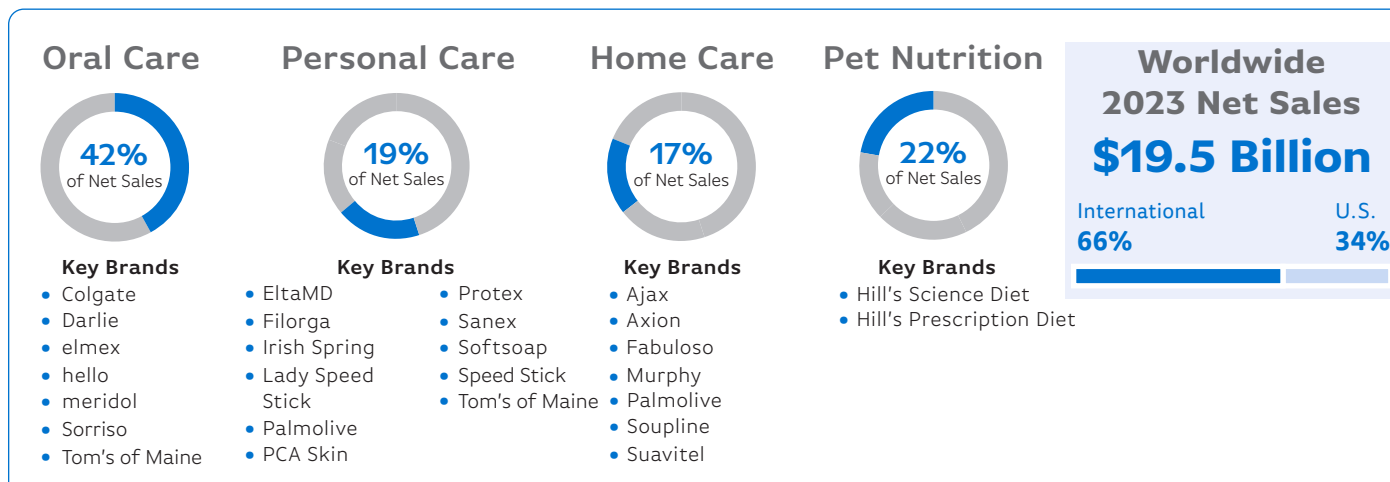 Oral Care
42%
of Net Sales
Key Brands
• Colgate
• Darlie
• elmex
• hello
• meridol
• Sorriso
• Tom's of Maine
Personal Care
19%
of Net Sales
Key Brands
• EltaMD
• Filorga
• Irish Spring
• Lady Speed
Stick
• Palmolive
• PCA Skin
• Protex
• Sanex
• Softsoap
• Speed Stick
• Tom's of Maine
Home Care
17%
of Net Sales
Key Brands
• Ajax
• Axion
• Fabuloso
• Murphy
• Palmolive
• Soupline
• Suavitel
Pet Nutrition
22%
of Net Sales
Key Brands
• Hill's Science Diet
• Hill's Prescription Diet
Worldwide
2023 Net Sales
$19.5 Billion
International
66%
U.S.
34%